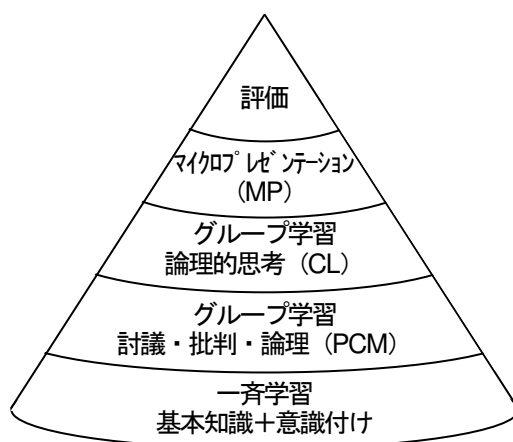 評価
ﾏｲｸﾛﾌﾟﾚｾﾞﾝﾃｰｼｮﾝ
(MP)
グループ学習
論理的思考（CL）
グループ学習
討議・批判・論理（PCM）
一斉学習
基本知識＋意識付け